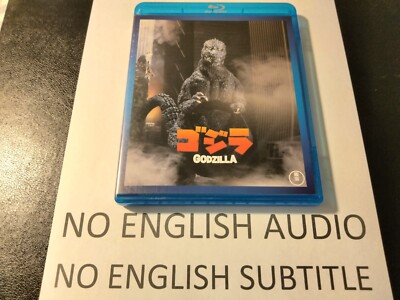 ゴジラ
GODZILLA
NO ENGLISH AUDIO
NO ENGLISH SUBTITLE